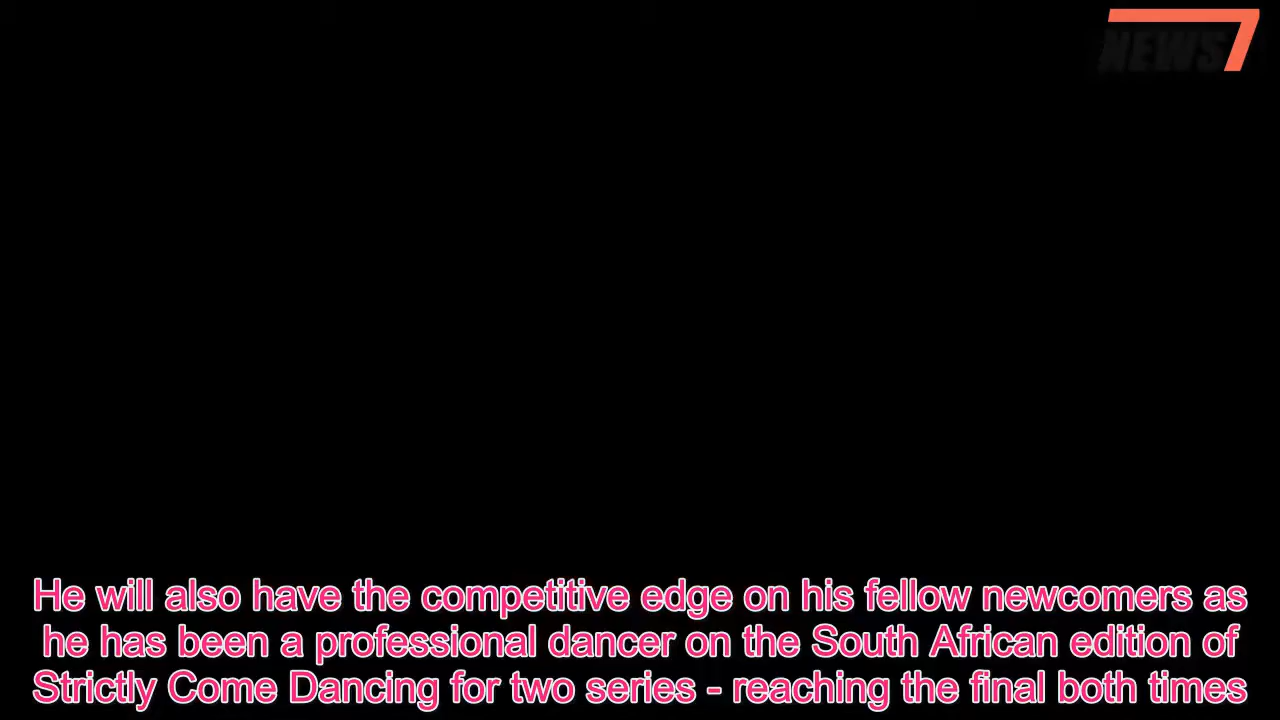 NEWS7
He will also have the competitive edge on his fellow newcomers as
he has been a professional dancer on the South African edition of
Strictly Come Dancing for two series - reaching the final both times